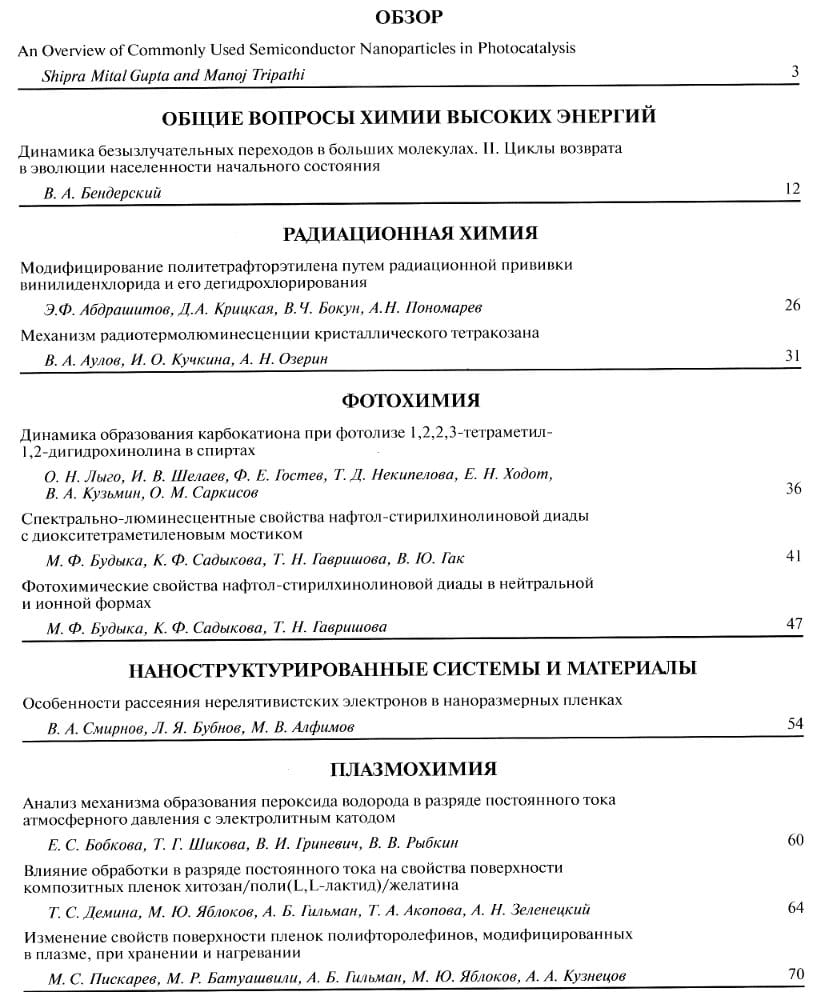 ОБЗОР
An Overview of Commonly Used Semiconductor Nanoparticles in Photocatalysis
Shipra Mital Gupta and Manoj Tripathi 3
ОБЩИЕ ВОПРОСЫ ХИМИИ ВЫСОКИХ ЭНЕРГИЙ
Динамика безызлучательных переходов в больших молекулах. II. Циклы возврата
в эволюции населенности начального состояния
В. А. Бендерский 12
РАДИАЦИОННАЯ ХИМИЯ
Модифицирование политетрафторэтилена путем радиационной прививки
винилиденхлорида и его дегидрохлорирования
Э.Ф. Абдрашитов, Д.А. Крицкая, В.Ч. Бокун, А.Н. Пономарев 26
Механизм радиотермолюминесценции кристаллического тетракозана
В. А. Аулов, И. О. Кучкина, А. Н. Озерин 31
ФОТОХИМИЯ
Динамика образования карбокатиона при фотолизе 1,2,2,3-тетраметил-
1,2-дигидрохинолина в спиртах
О. Н. Лыго, И. В. Шелаев, Ф. Е. Гостев, Т. Д. Некипелова, Е. Н. Ходот,
В. А. Кузьмин, О. М. Саркисов 36
Спектрально-люминесцентные свойства нафтол-стирилхинолиновой диады
с диокситетраметиленовым мостиком
М. Ф. Будыка, К. Ф. Садыкова, Т. Н. Гавришова, В. Ю. Гак 41
Фотохимические свойства нафтол-стирилхинолиновой диады в нейтральной
и ионной формах
М. Ф. Будыка, К. Ф. Садыкова, Т. Н. Гавришова 47
НАНОСТРУКТУРИРОВАННЫЕ СИСТЕМЫ И МАТЕРИАЛЫ
Особенности рассеяния нерелятивистских электронов в наноразмерных пленках
В. А. Смирнов, Л. Я. Бубнов, М. В. Алфимов 54
ПЛАЗМОХИМИЯ
Анализ механизма образования пероксида водорода в разряде постоянного тока
атмосферного давления с электролитным катодом
Е. С. Бобкова, Т. Г. Шикова, В. И. Гриневич, В. В. Рыбкин 60
Влияние обработки в разряде постоянного тока на свойства поверхности
композитных пленок хитозан/поли(L,L-лактид)/желатина
Т. С. Демина, М. Ю. Яблоков, А. Б. Гильман, Т. А. Акопова, А. Н. Зеленецкий 64
Изменение свойств поверхности пленок полифторолефинов, модифицированных
в плазме, при хранении и нагревании
М. С. Пискарев, М. Р. Батуашвили, А. Б. Гильман, М. Ю. Яблоков, А. А. Кузнецов 70